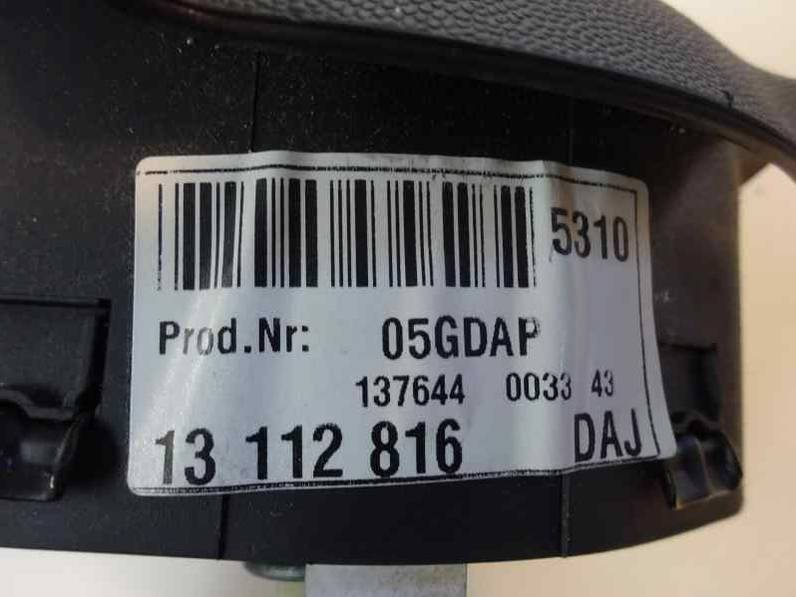 5310
Prod.Nr: 05GDAP
137644 0033 43
13 112 816 DAJ